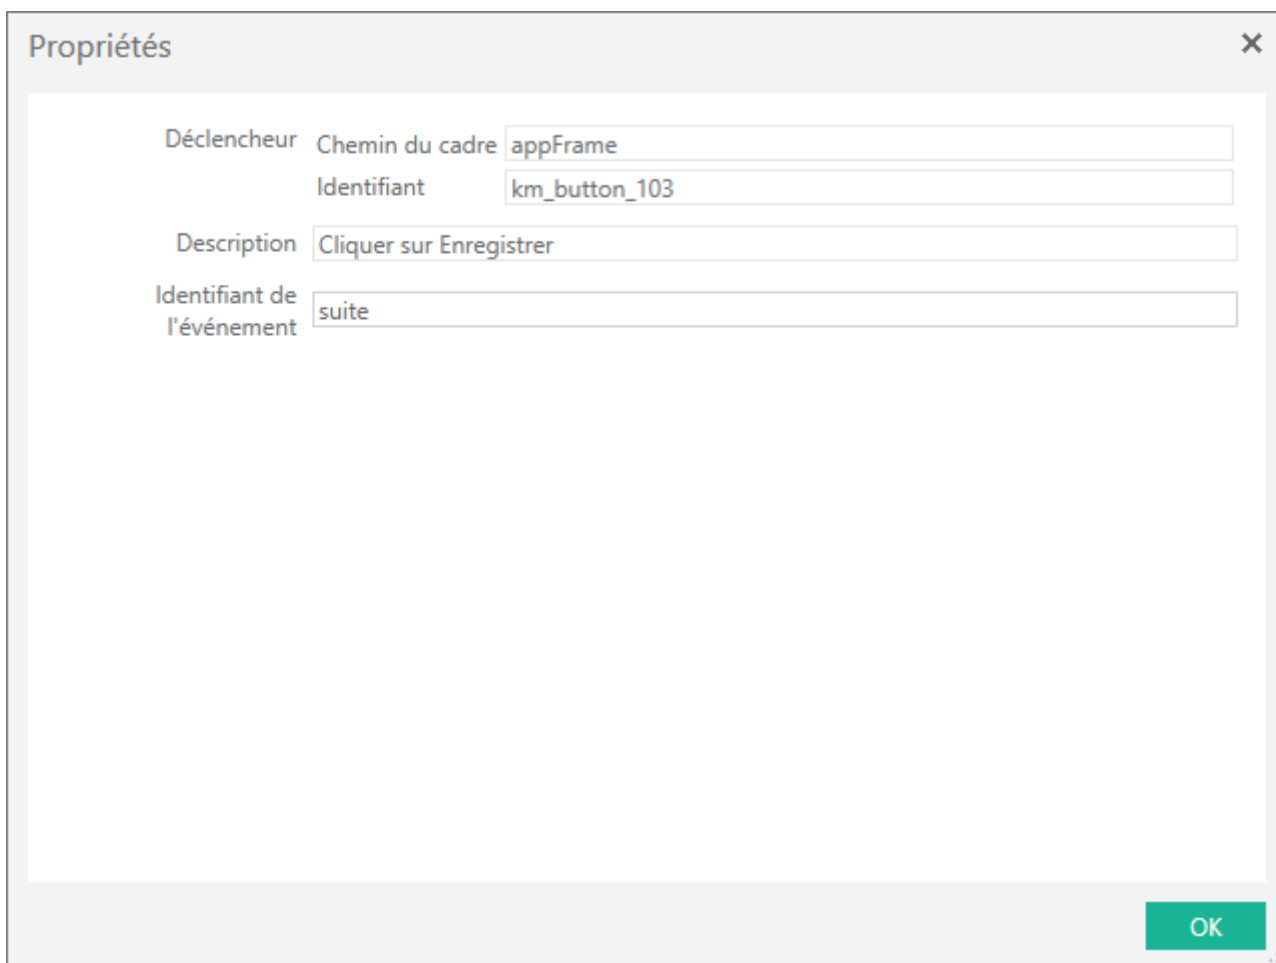 Propriétés
Déclencheur Chemin du cadre appFrame
Identifiant km_button_103
Description Cliquer sur Enregistrer
Identifiant de
l'événement suite
OK